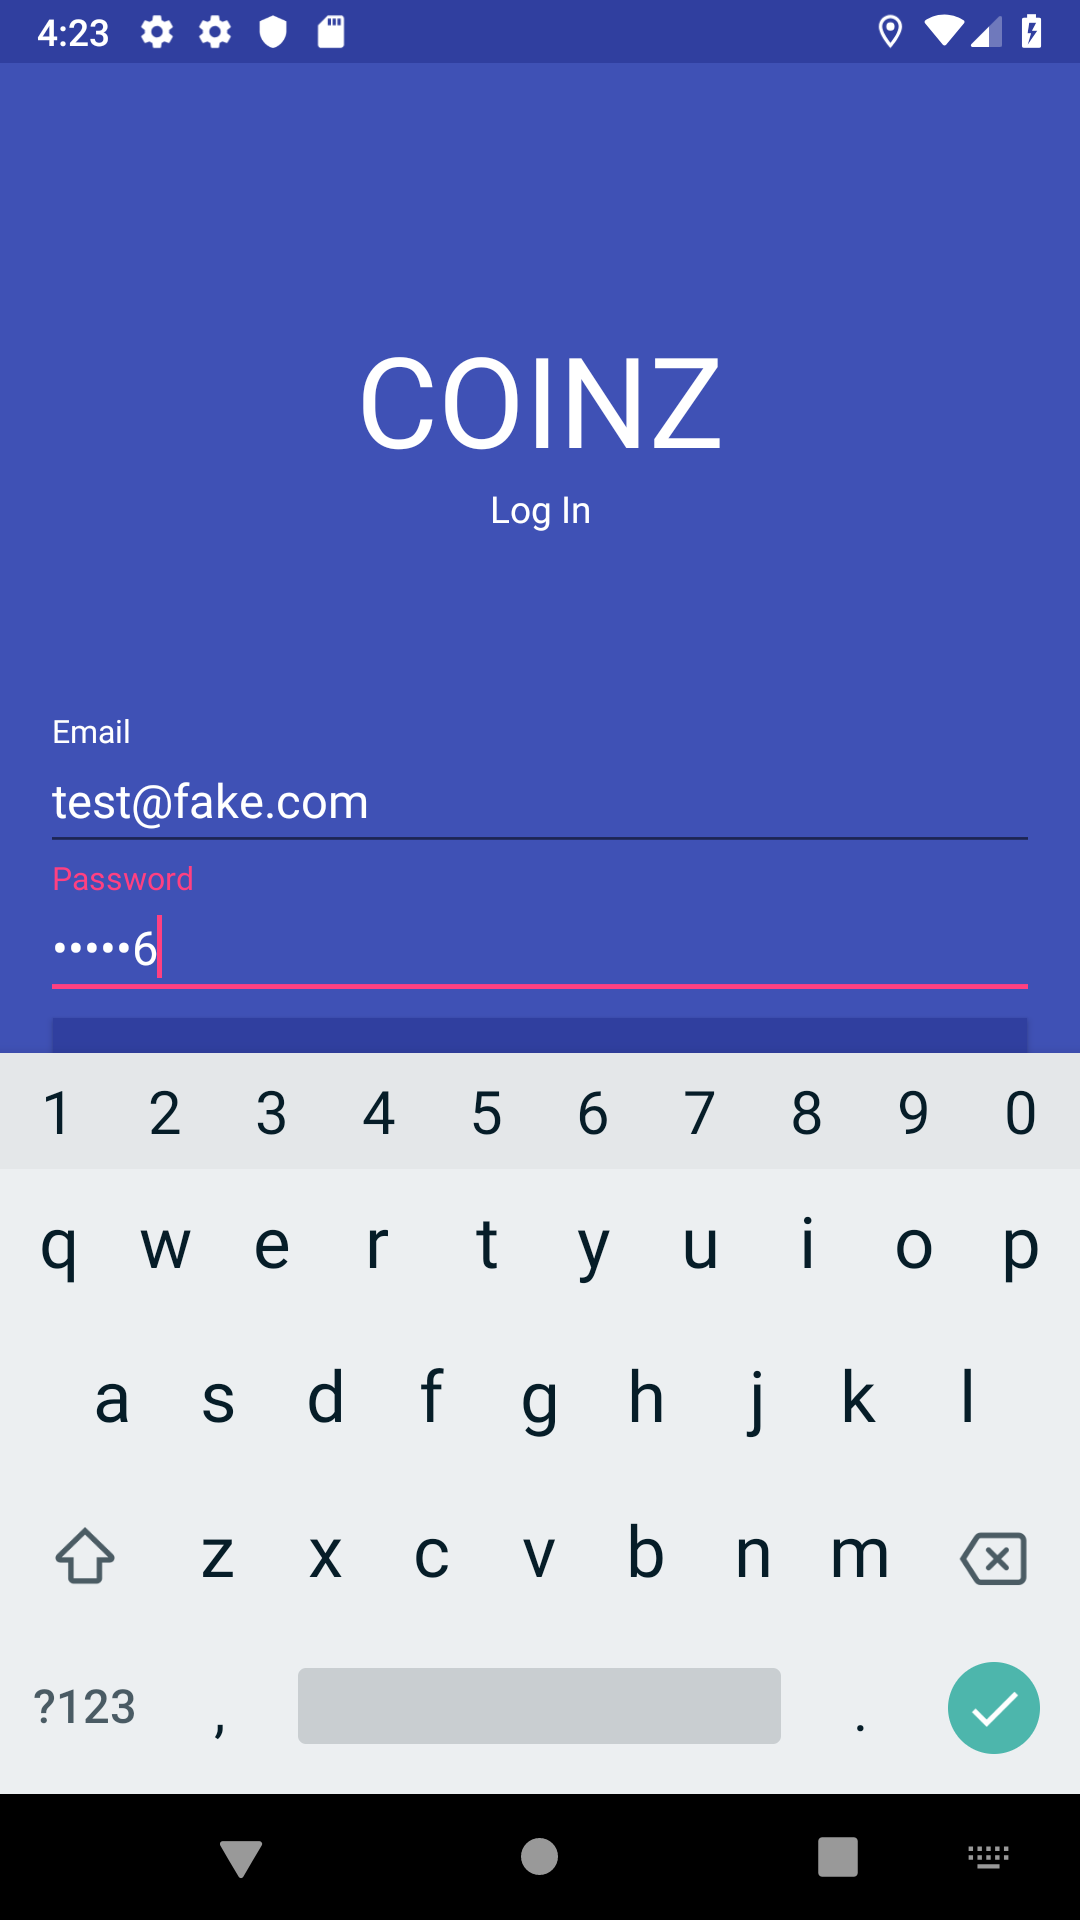 4:23
COINZ
Log In
Email
test@fake.com
Password
•••••6
1 2 3 4 5 6 7 8 9 0
q w e r t y u i o p
a s d f g h j k l
z x c v b n m
?123 , .